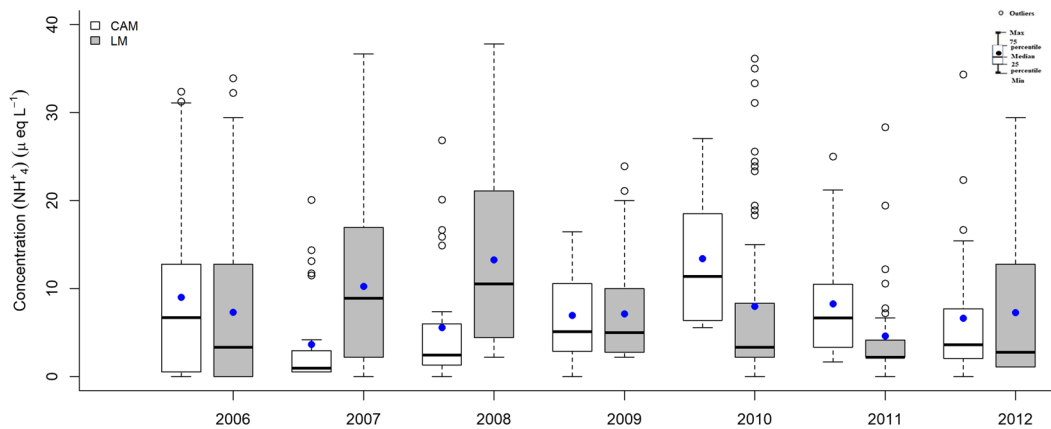 40
30
20
10
0
Concentration (NH⁺₄) (μ eq L⁻¹)
CAM
LM
Outliers
Max
75
percentile
Median
25
percentile
Min
2006 2007 2008 2009 2010 2011 2012